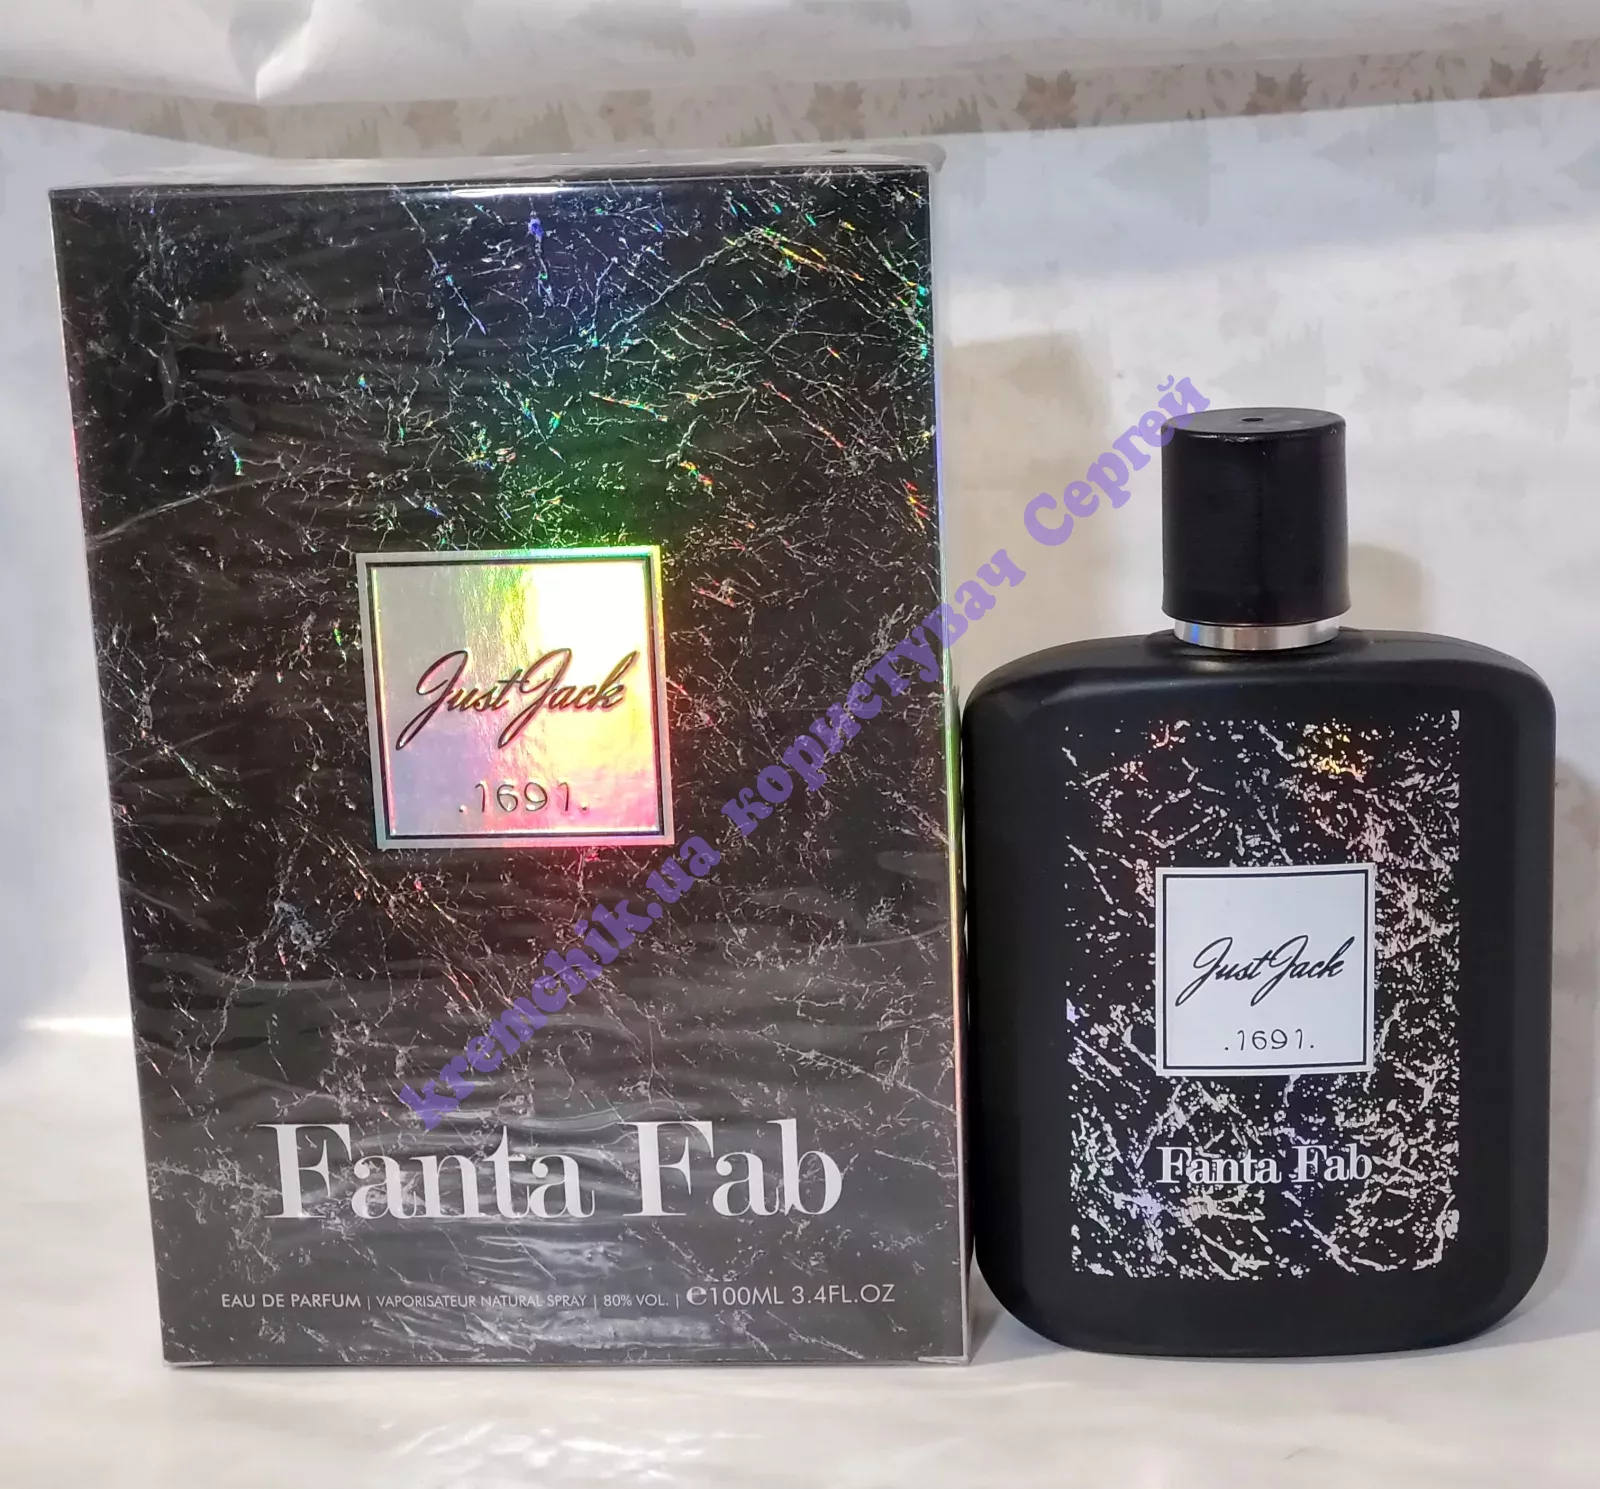 Just Jack
.1691.
Fanta Fab
EAU DE PARFUM | VAPORISATEUR NATURAL SPRAY | 80% VOL. | ℮100ML 3.4FL.OZ
Just Jack
.1691.
Fanta Fab
kremchik.ua користувач Сергей